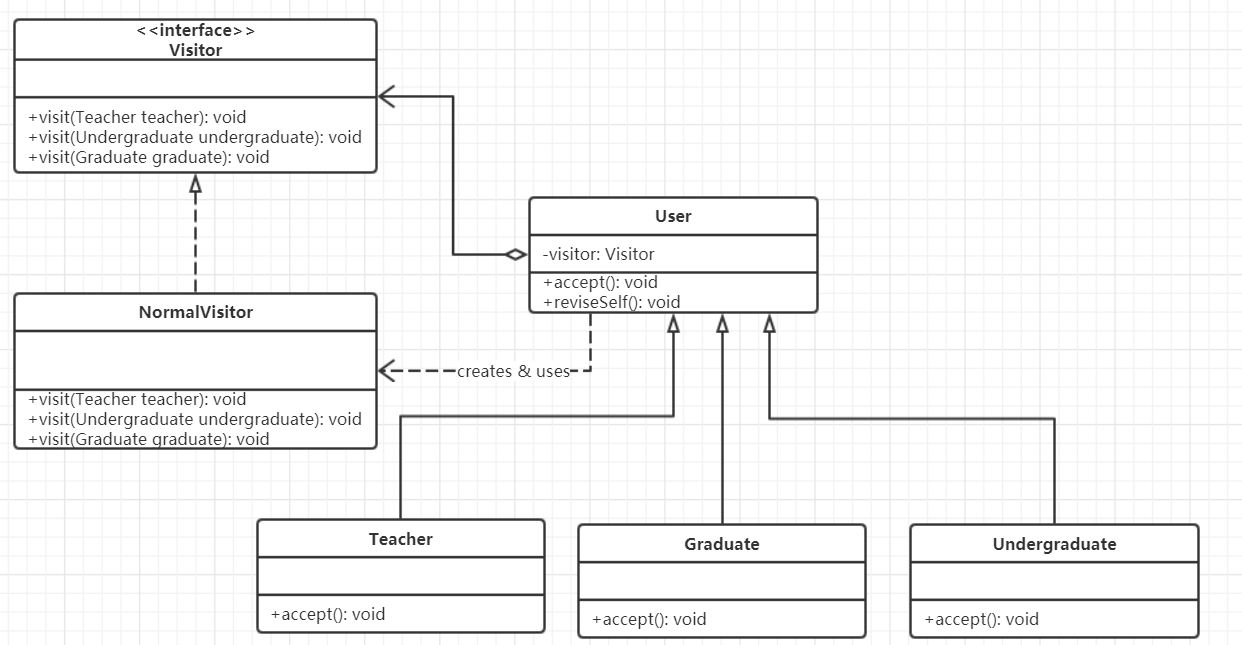 <<interface>>
Visitor
+visit(Teacher teacher): void
+visit(Undergraduate undergraduate): void
+visit(Graduate graduate): void
User
-visitor: Visitor
+accept(): void
+reviseSelf(): void
NormalVisitor
+visit(Teacher teacher): void
+visit(Undergraduate undergraduate): void
+visit(Graduate graduate): void
creates & uses
Teacher
+accept(): void
Graduate
+accept(): void
Undergraduate
+accept(): void